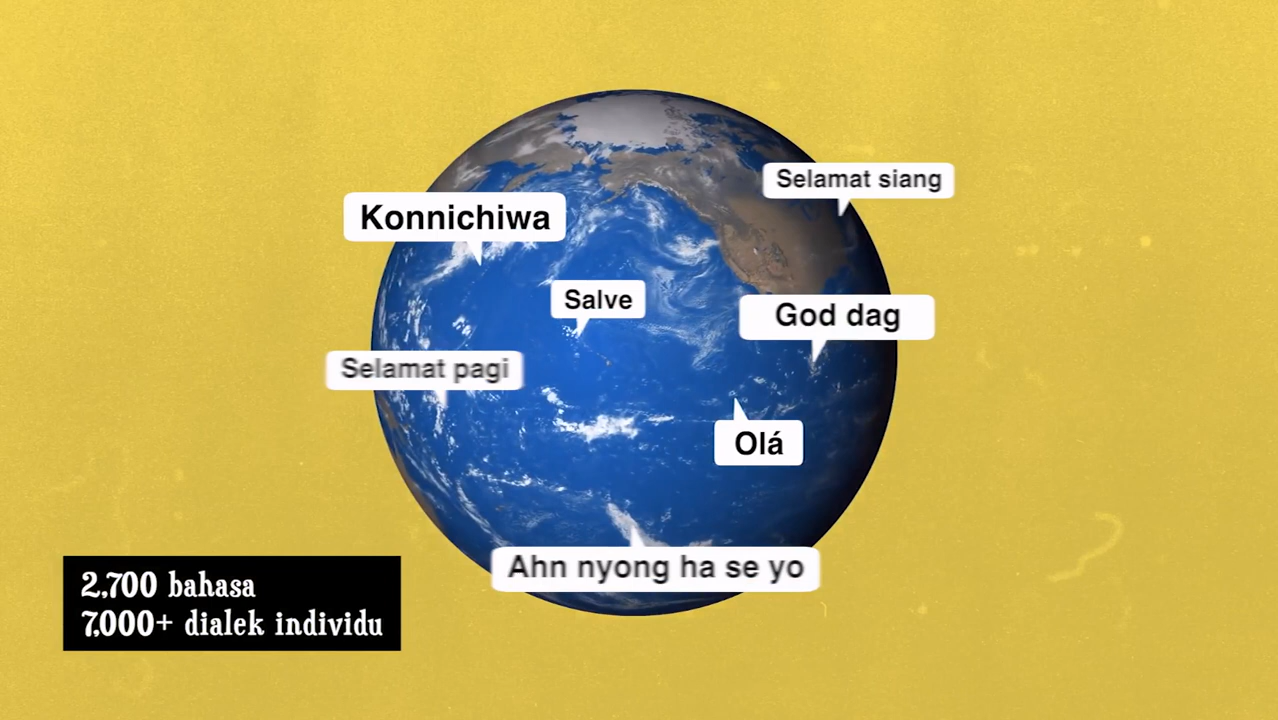 Selamat siang
Konnichiwa
Salve
God dag
Selamat pagi
Olá
Ahn nyong ha se yo
2,700 bahasa
7,000+ dialek individu